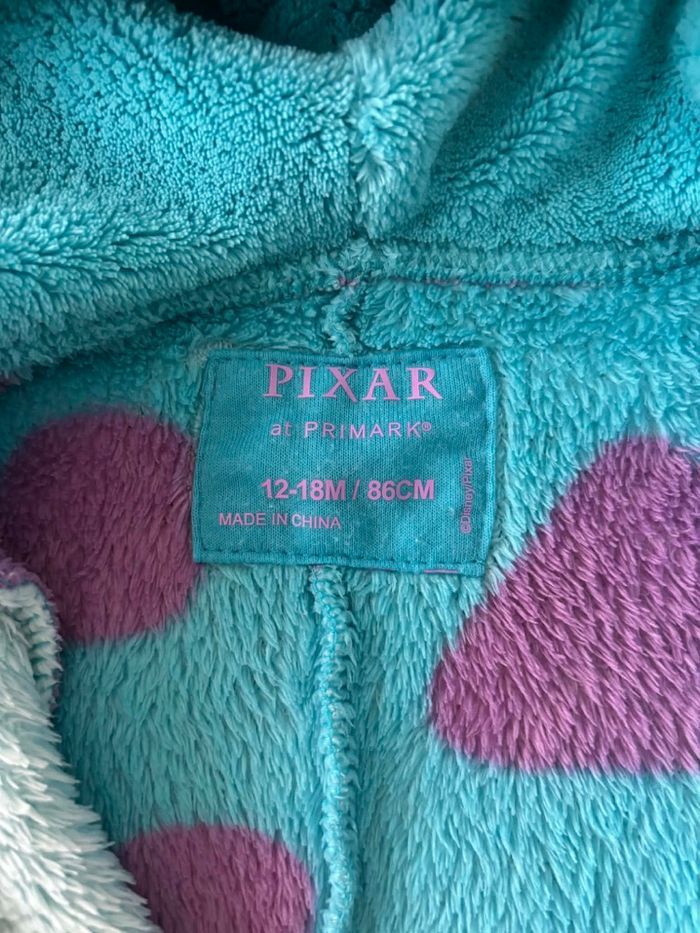 PIXAR
at PRIMARK®
12-18M / 86CM
MADE IN CHINA
©Disney/Pixar